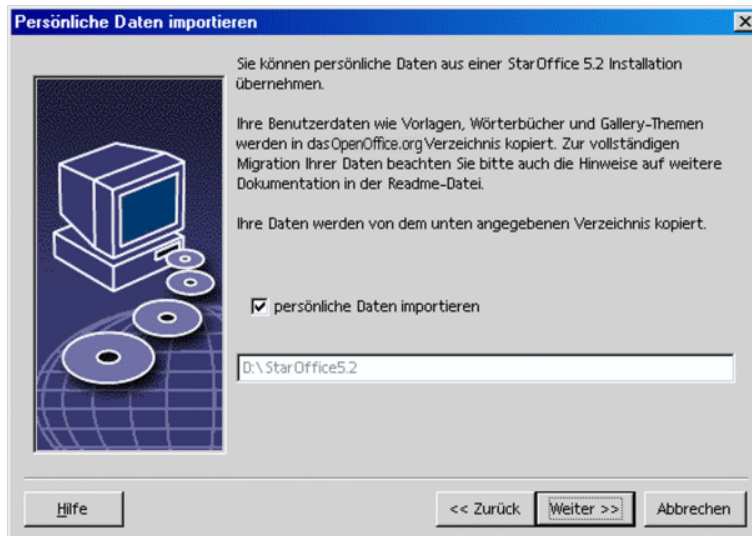 Persönliche Daten importieren
Sie können persönliche Daten aus einer StarOffice 5.2 Installation
übernehmen.
Ihre Benutzerdaten wie Vorlagen, Wörterbücher und Gallery-Themen
werden in das OpenOffice.org Verzeichnis kopiert. Zur vollständigen
Migration Ihrer Daten beachten Sie bitte auch die Hinweise auf weitere
Dokumentation in der Readme-Datei.
Ihre Daten werden von dem unten angegebenen Verzeichnis kopiert.
persönliche Daten importieren
D:\StarOffice5.2
Hilfe
<< Zurück
Weiter >>
Abbrechen